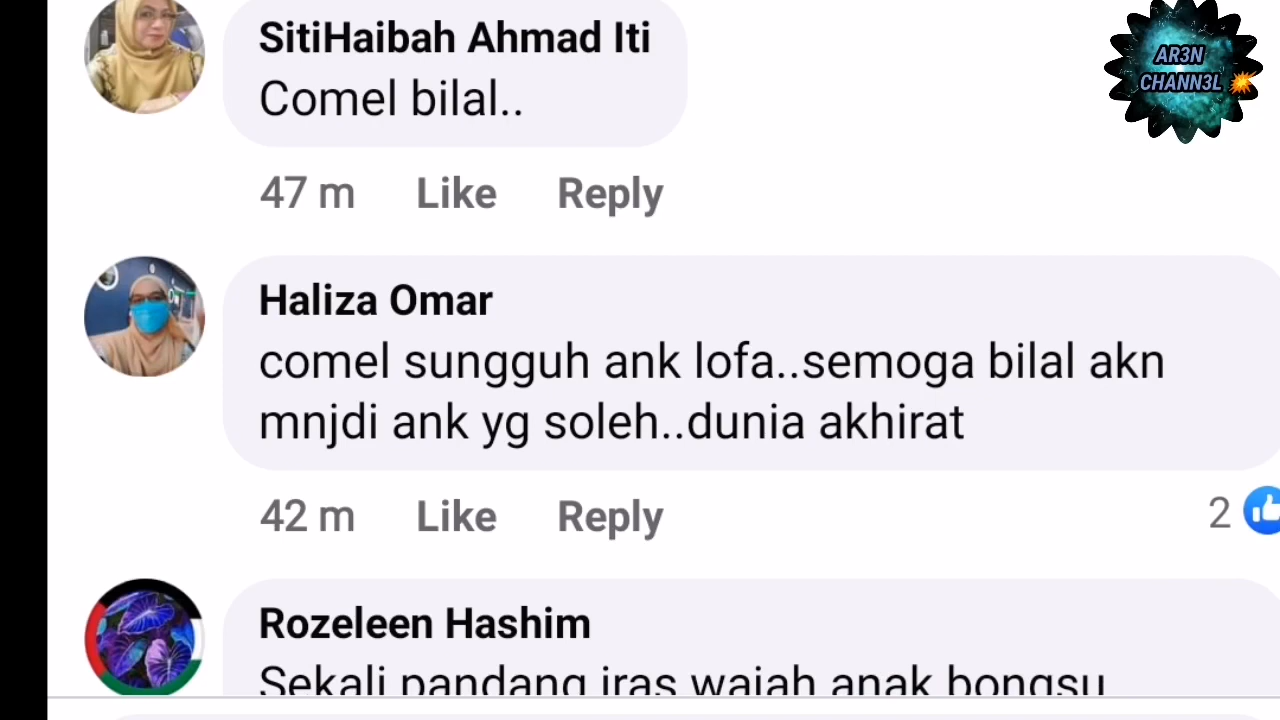 SitiHaibah Ahmad Iti
Comel bilal..
47 m Like Reply
Haliza Omar
comel sungguh ank lofa..semoga bilal akn
mnjdi ank yg soleh..dunia akhirat
42 m Like Reply
2
Rozeleen Hashim
Sekali pandang iras wajah anak bongsu
AR3N
CHANN3L